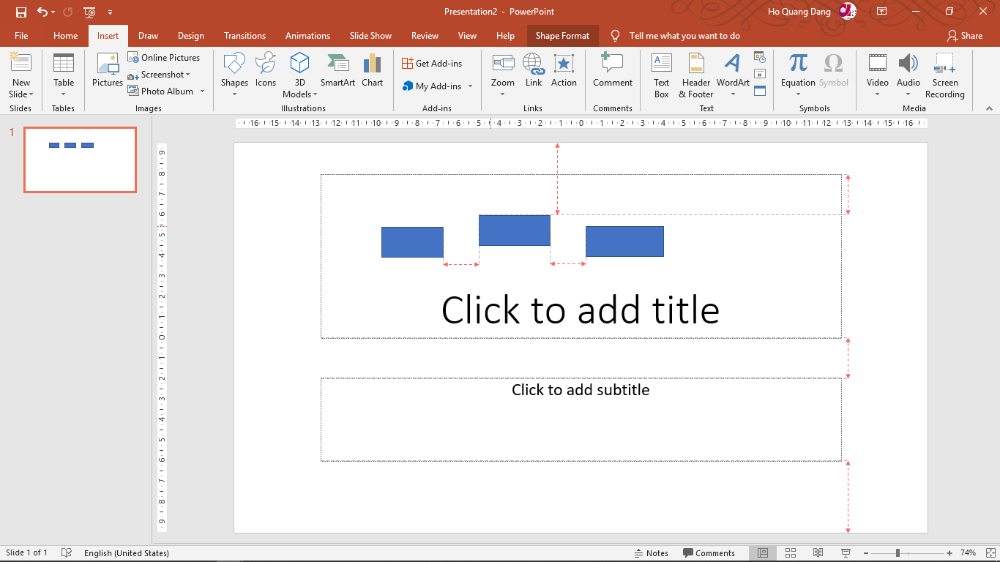 Presentation2 - PowerPoint
Ho Quang Dang
File Home Insert Draw Design Transitions Animations Slide Show Review View Help Shape Format Tell me what you want to do Share
New Slide
Slides
Table
Tables
Pictures
Online Pictures
Screenshot
Photo Album
Images
Shapes
Icons
3D Models
SmartArt
Chart
Illustrations
Get Add-ins
My Add-ins
Add-ins
Zoom
Link
Action
Links
Comment
Comments
Text Box
Header & Footer
WordArt
Text
Equation
Symbol
Symbols
Video
Audio
Screen Recording
Media
16 15 14 13 12 11 10 9 8 7 6 5 4 3 2 1 0 1 2 3 4 5 6 7 8 9 10 11 12 13 14 15 16
1
9 8 7 6 5 4 3 2 1 0 1 2 3 4 5 6 7 8 9
Click to add title
Click to add subtitle
Slide 1 of 1 English (United States) Notes Comments 74%